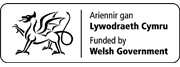 Ariennir gan
Lywodraeth Cymru
Funded by
Welsh Government